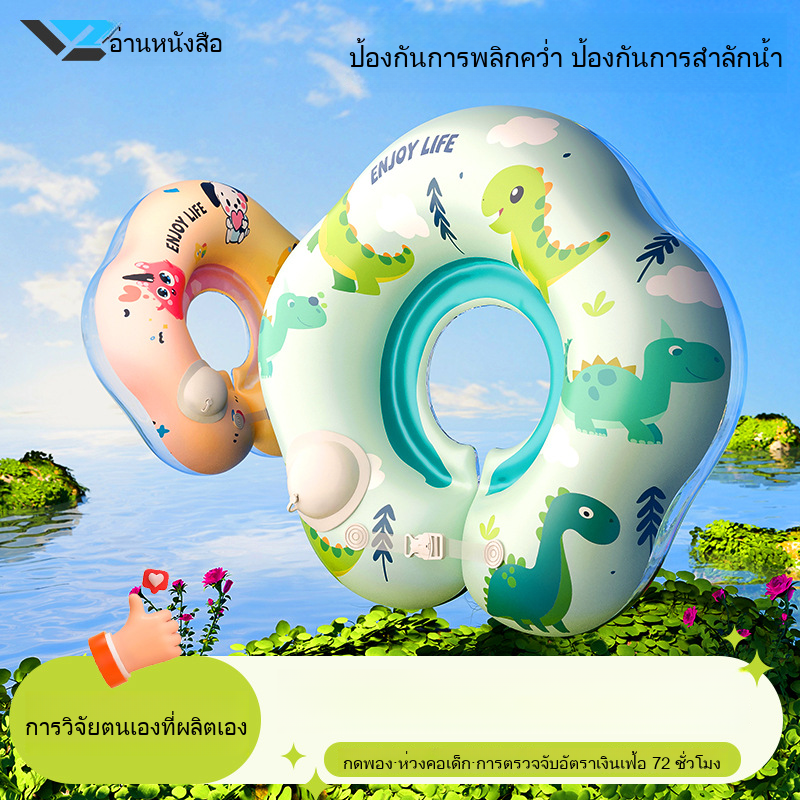 อ่านหนังสือ
ป้องกันการพลิกคว่ำ ป้องกันการสำลักน้ำ
ENJOY LIFE
ENJOY LIFE
การวิจัยตนเองที่ผลิตเอง
กดพอง·ห่วงคอเด็ก·การตรวจจับอัตราเงินเฟ้อ 72 ชั่วโมง